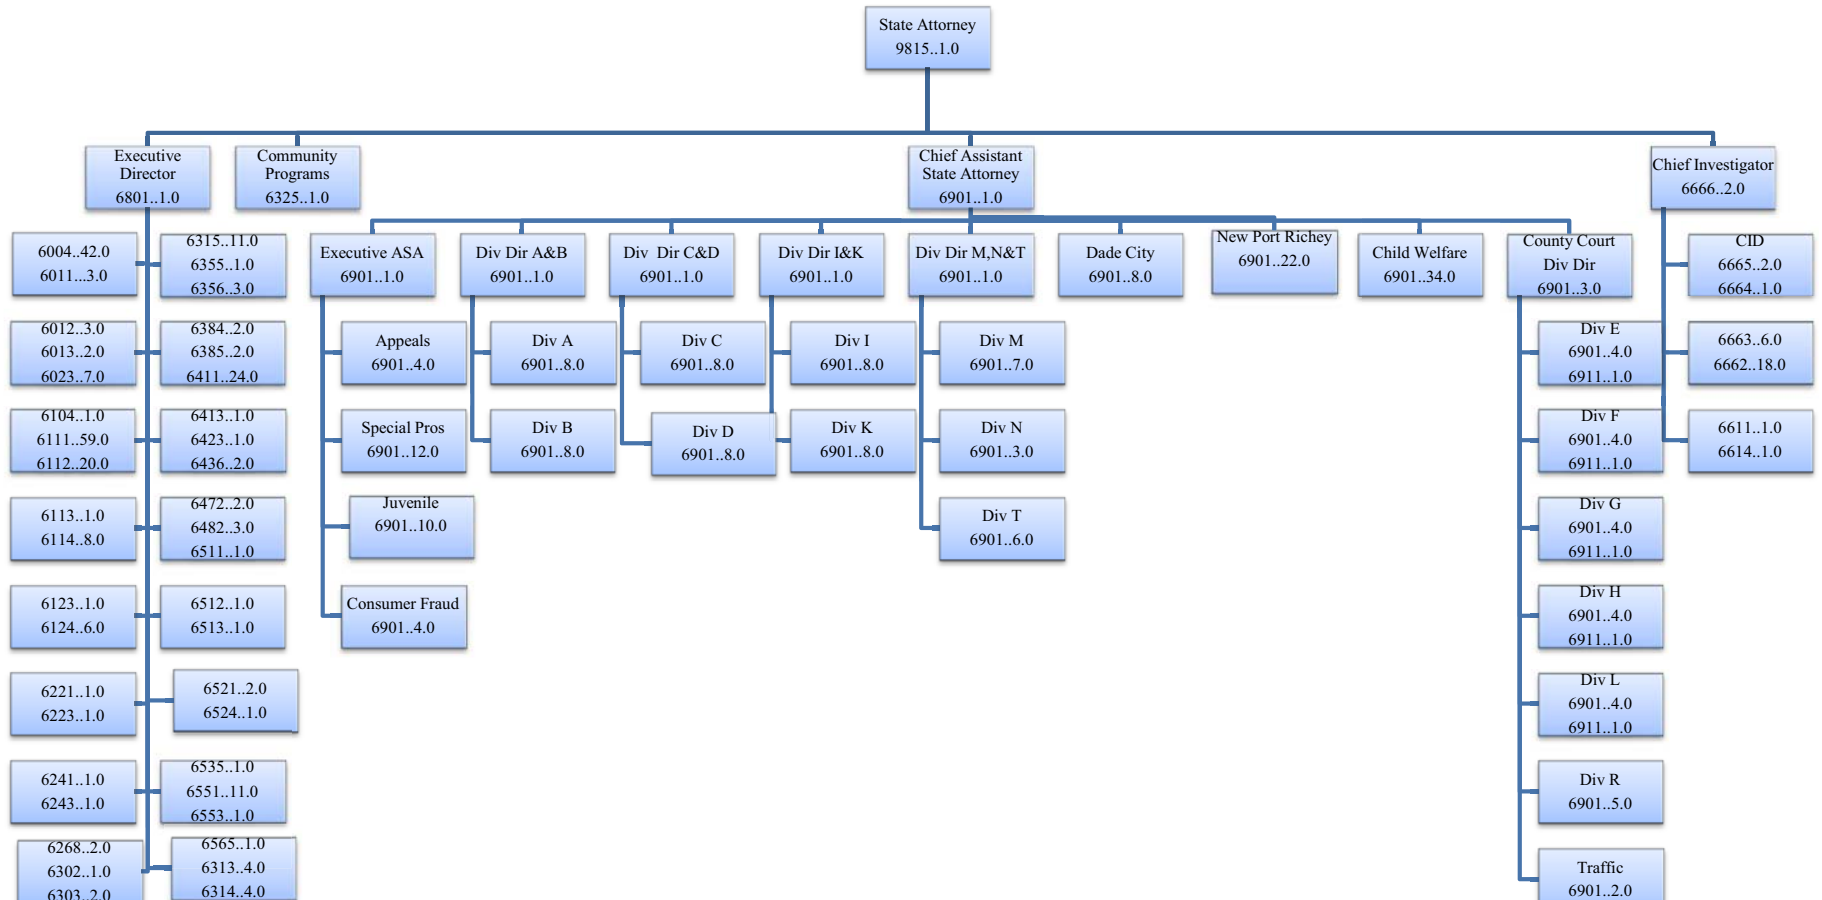 State Attorney
9815..1.0
Executive
Director
6801..1.0
Community
Programs
6325..1.0
Chief Assistant
State Attorney
6901..1.0
Chief Investigator
6666..2.0
6004..42.0
6011...3.0
6315..11.0
6355..1.0
6356..3.0
6012..3.0
6013..2.0
6023..7.0
6384..2.0
6385..2.0
6411..24.0
6104..1.0
6111..59.0
6112..20.0
6413..1.0
6423..1.0
6436..2.0
6113..1.0
6114..8.0
6472..2.0
6482..3.0
6511..1.0
6123..1.0
6124..6.0
6512..1.0
6513..1.0
6221..1.0
6223..1.0
6521..2.0
6524..1.0
6241..1.0
6243..1.0
6535..1.0
6551..11.0
6553..1.0
6268..2.0
6302..1.0
6303..2.0
6565..1.0
6313..4.0
6314..4.0
Executive ASA
6901..1.0
Appeals
6901..4.0
Special Pros
6901..12.0
Juvenile
6901..10.0
Consumer Fraud
6901..4.0
Div Dir A&B
6901..1.0
Div A
6901..8.0
Div B
6901..8.0
Div Dir C&D
6901..1.0
Div C
6901..8.0
Div D
6901..8.0
Div Dir I&K
6901..1.0
Div I
6901..8.0
Div K
6901..8.0
Div Dir M,N&T
6901..1.0
Div M
6901..7.0
Div N
6901..3.0
Div T
6901..6.0
Dade City
6901..8.0
New Port Richey
6901..22.0
Child Welfare
6901..34.0
County Court
Div Dir
6901..3.0
Div E
6901..4.0
6911..1.0
Div F
6901..4.0
6911..1.0
Div G
6901..4.0
6911..1.0
Div H
6901..4.0
6911..1.0
Div L
6901..4.0
6911..1.0
Div R
6901..5.0
Traffic
6901..2.0
CID
6665..2.0
6664..1.0
6663..6.0
6662..18.0
6611..1.0
6614..1.0